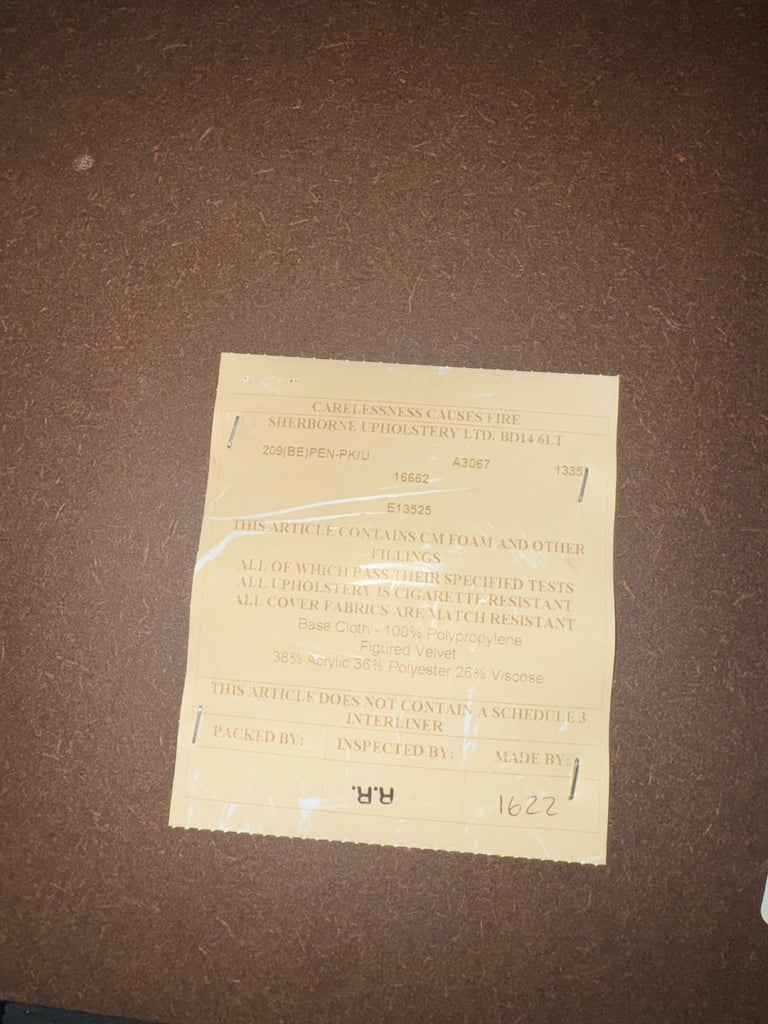 CARELESSNESS CAUSES FIRE
SHERBORNE UPHOLSTERY LTD. BD14 6LT
209(BE)PEN-PK/U A3067 1335
16662
E13525
THIS ARTICLE CONTAINS CM FOAM AND OTHER
FILLINGS
ALL OF WHICH PASS THEIR SPECIFIED TESTS
ALL UPHOLSTERY IS CIGARETTE RESISTANT
ALL COVER FABRICS ARE MATCH RESISTANT
Base Cloth - 100% Polypropylene
Figured Velvet
38% Acrylic 36% Polyester 26% Viscose
THIS ARTICLE DOES NOT CONTAIN A SCHEDULE 3
INTERLINER
PACKED BY: INSPECTED BY: MADE BY:
R.R. 1622